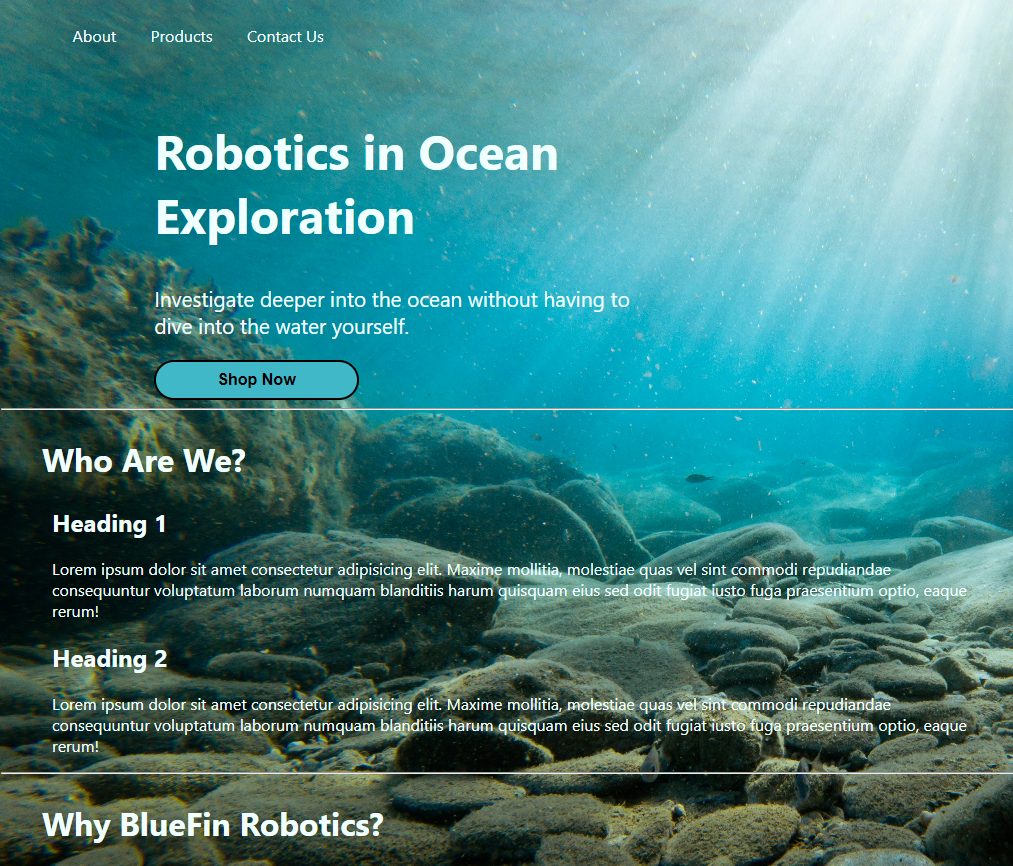 About Products Contact Us
Robotics in Ocean
Exploration
Investigate deeper into the ocean without having to
dive into the water yourself.
Shop Now
Who Are We?
Heading 1
Lorem ipsum dolor sit amet consectetur adipisicing elit. Maxime mollitia, molestiae quas vel sint commodi repudiandae
consequuntur voluptatum laborum numquam blanditiis harum quisquam eius sed odit fugiat iusto fuga praesentium optio, eaque
rerum!
Heading 2
Lorem ipsum dolor sit amet consectetur adipisicing elit. Maxime mollitia, molestiae quas vel sint commodi repudiandae
consequuntur voluptatum laborum numquam blanditiis harum quisquam eius sed odit fugiat iusto fuga praesentium optio, eaque
rerum!
Why BlueFin Robotics?